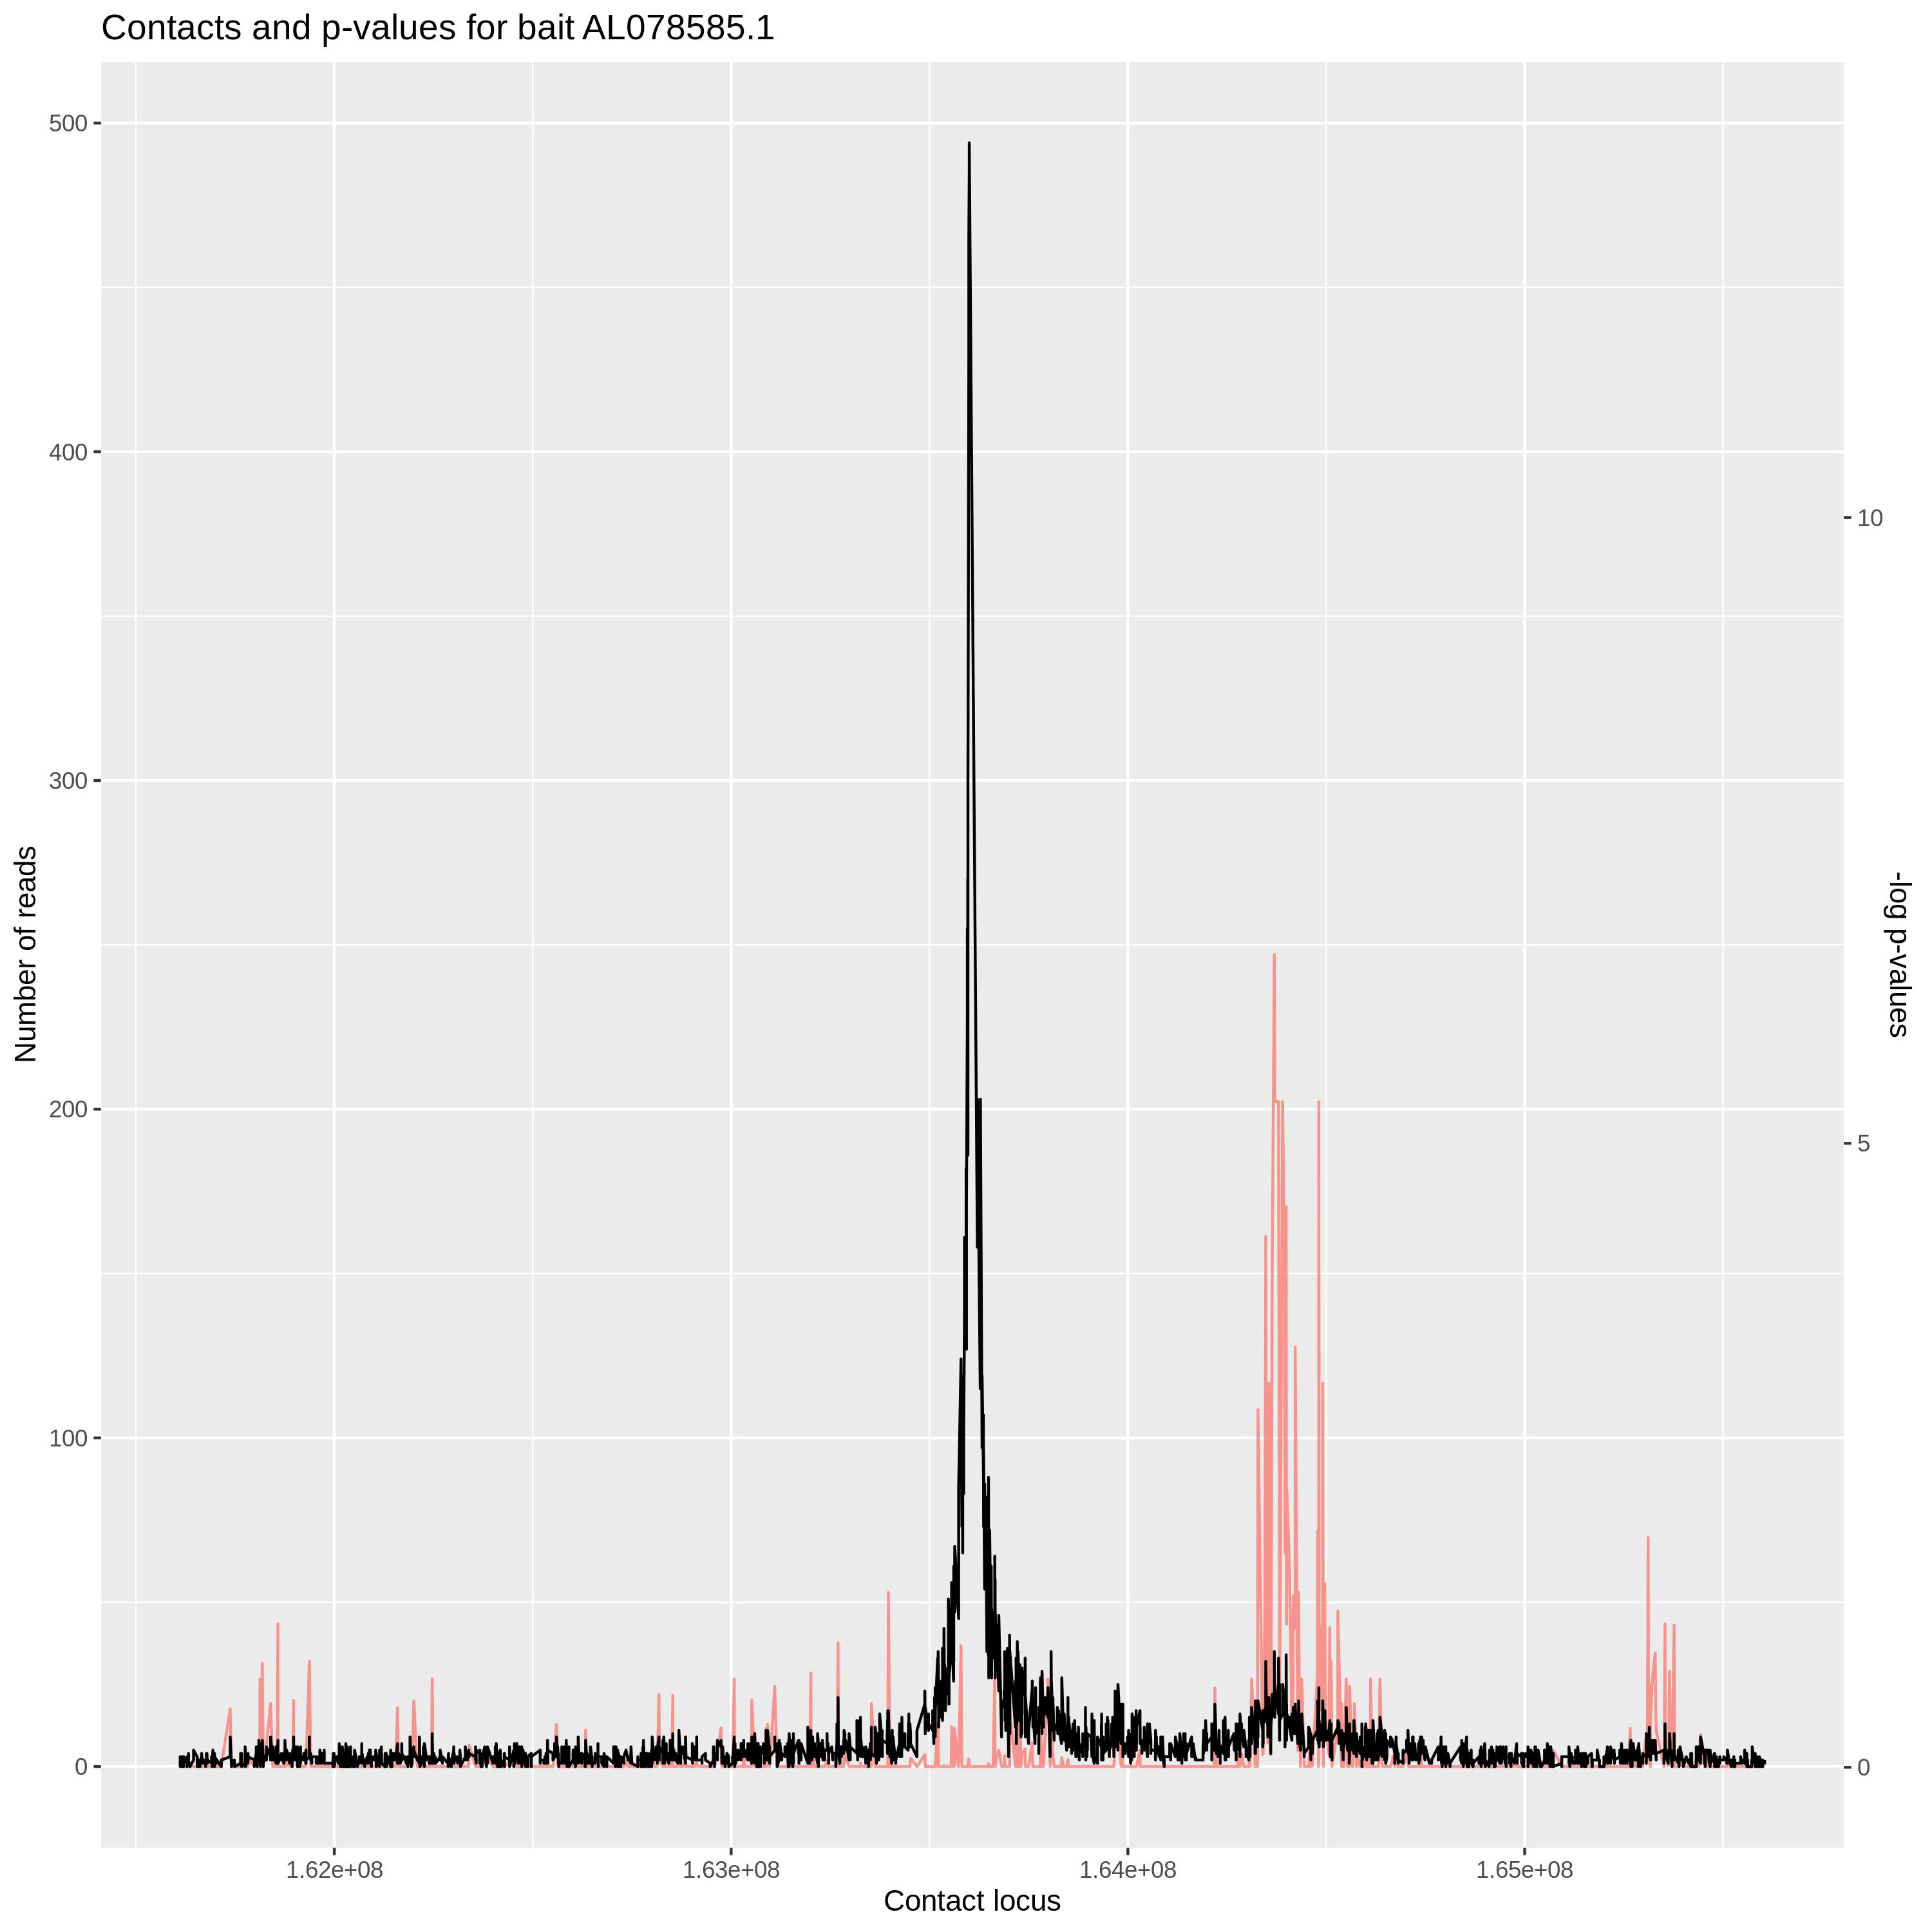 Contacts and p-values for bait AL078585.1
500
400
300
200
100
0
Number of reads
10
5
0
-log p-values
1.62e+08
1.63e+08
1.64e+08
1.65e+08
Contact locus